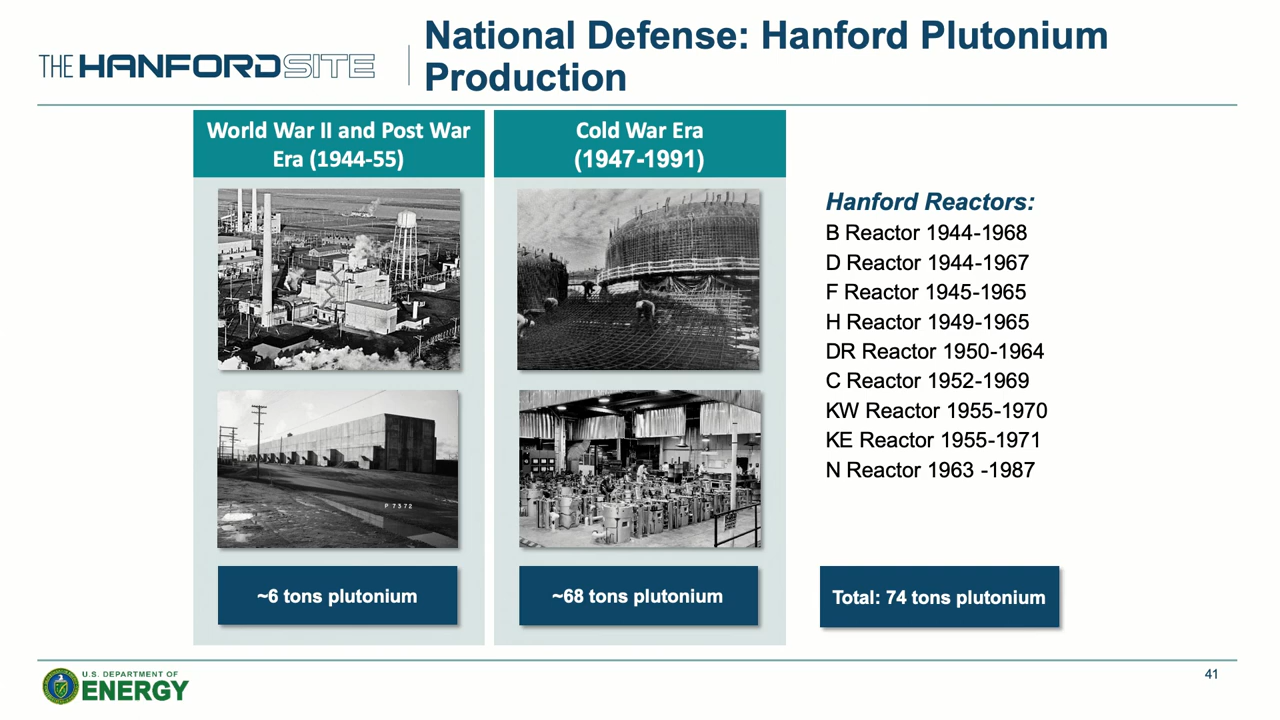 THE HANFORDSITE
National Defense: Hanford Plutonium
Production
World War II and Post War
Era (1944-55)
Cold War Era
(1947-1991)
P 7372
~6 tons plutonium
~68 tons plutonium
Hanford Reactors:
B Reactor 1944-1968
D Reactor 1944-1967
F Reactor 1945-1965
H Reactor 1949-1965
DR Reactor 1950-1964
C Reactor 1952-1969
KW Reactor 1955-1970
KE Reactor 1955-1971
N Reactor 1963 -1987
Total: 74 tons plutonium
U.S. DEPARTMENT OF
ENERGY
41